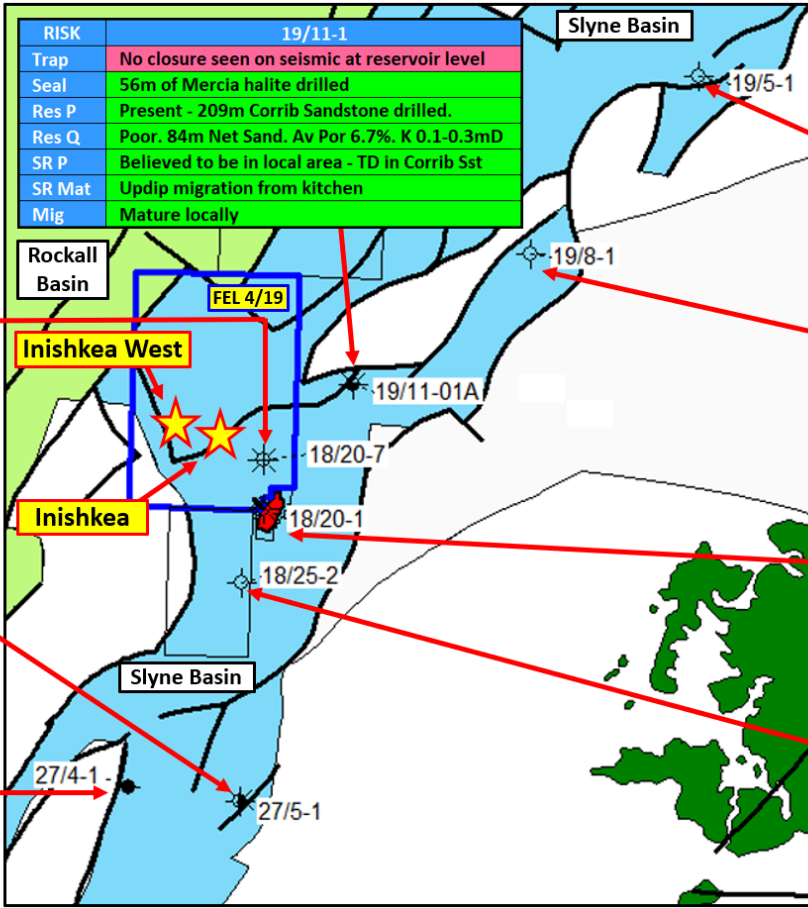 Slyne Basin
RISK 19/11-1
Trap No closure seen on seismic at reservoir level
Seal 56m of Mercia halite drilled
Res P Present - 209m Corrib Sandstone drilled.
Res Q Poor. 84m Net Sand. Av Por 6.7%. K 0.1-0.3mD
SR P Believed to be in local area - TD in Corrib Sst
SR Mat Updip migration from kitchen
Mig Mature locally
19/5-1
Rockall
Basin
19/8-1
FEL 4/19
Inishkea West
19/11-01A
18/20-7
Inishkea
18/20-1
18/25-2
Slyne Basin
27/4-1
27/5-1